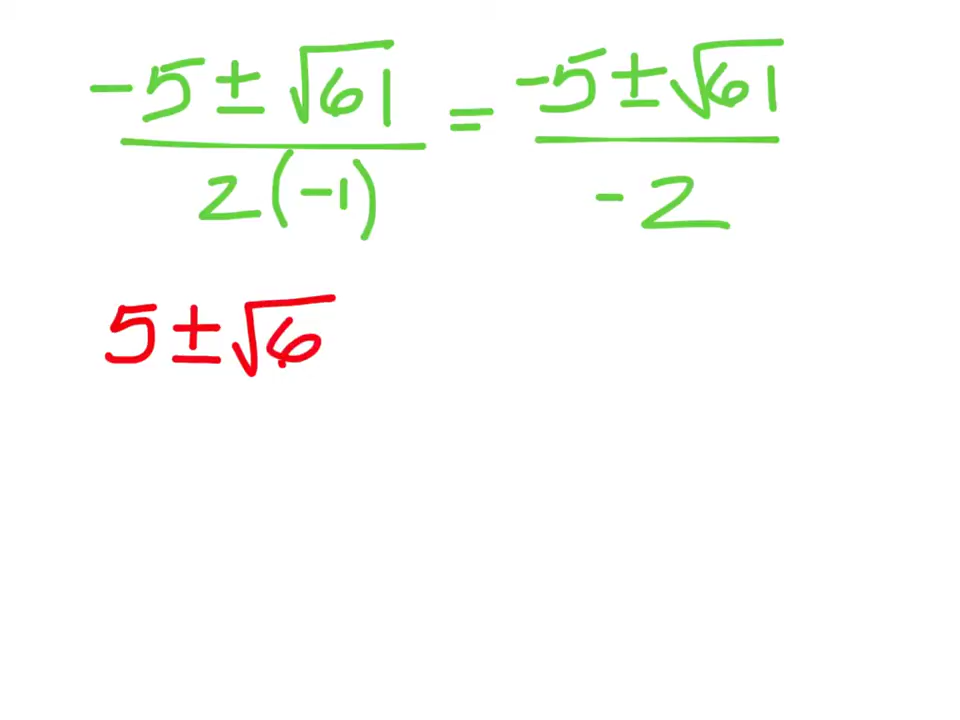 -5 ± √61 / 2(-1) = -5 ± √61 / -2
5 ± √6